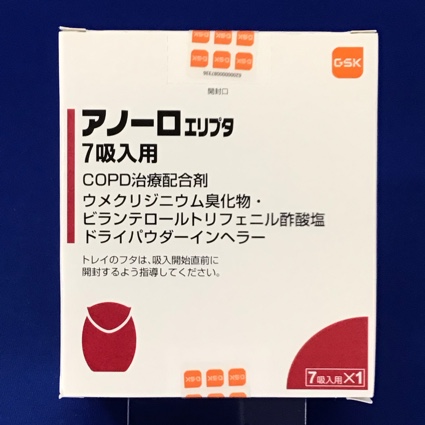 GSK
開封口
アノーロエリプタ
7吸入用
COPD治療配合剤
ウメクリジニウム臭化物・
ビランテロールトリフェニル酢酸塩
ドライパウダーインヘラー
トレイのフタは、吸入開始直前に
開封するよう指導してください。
7吸入用×1